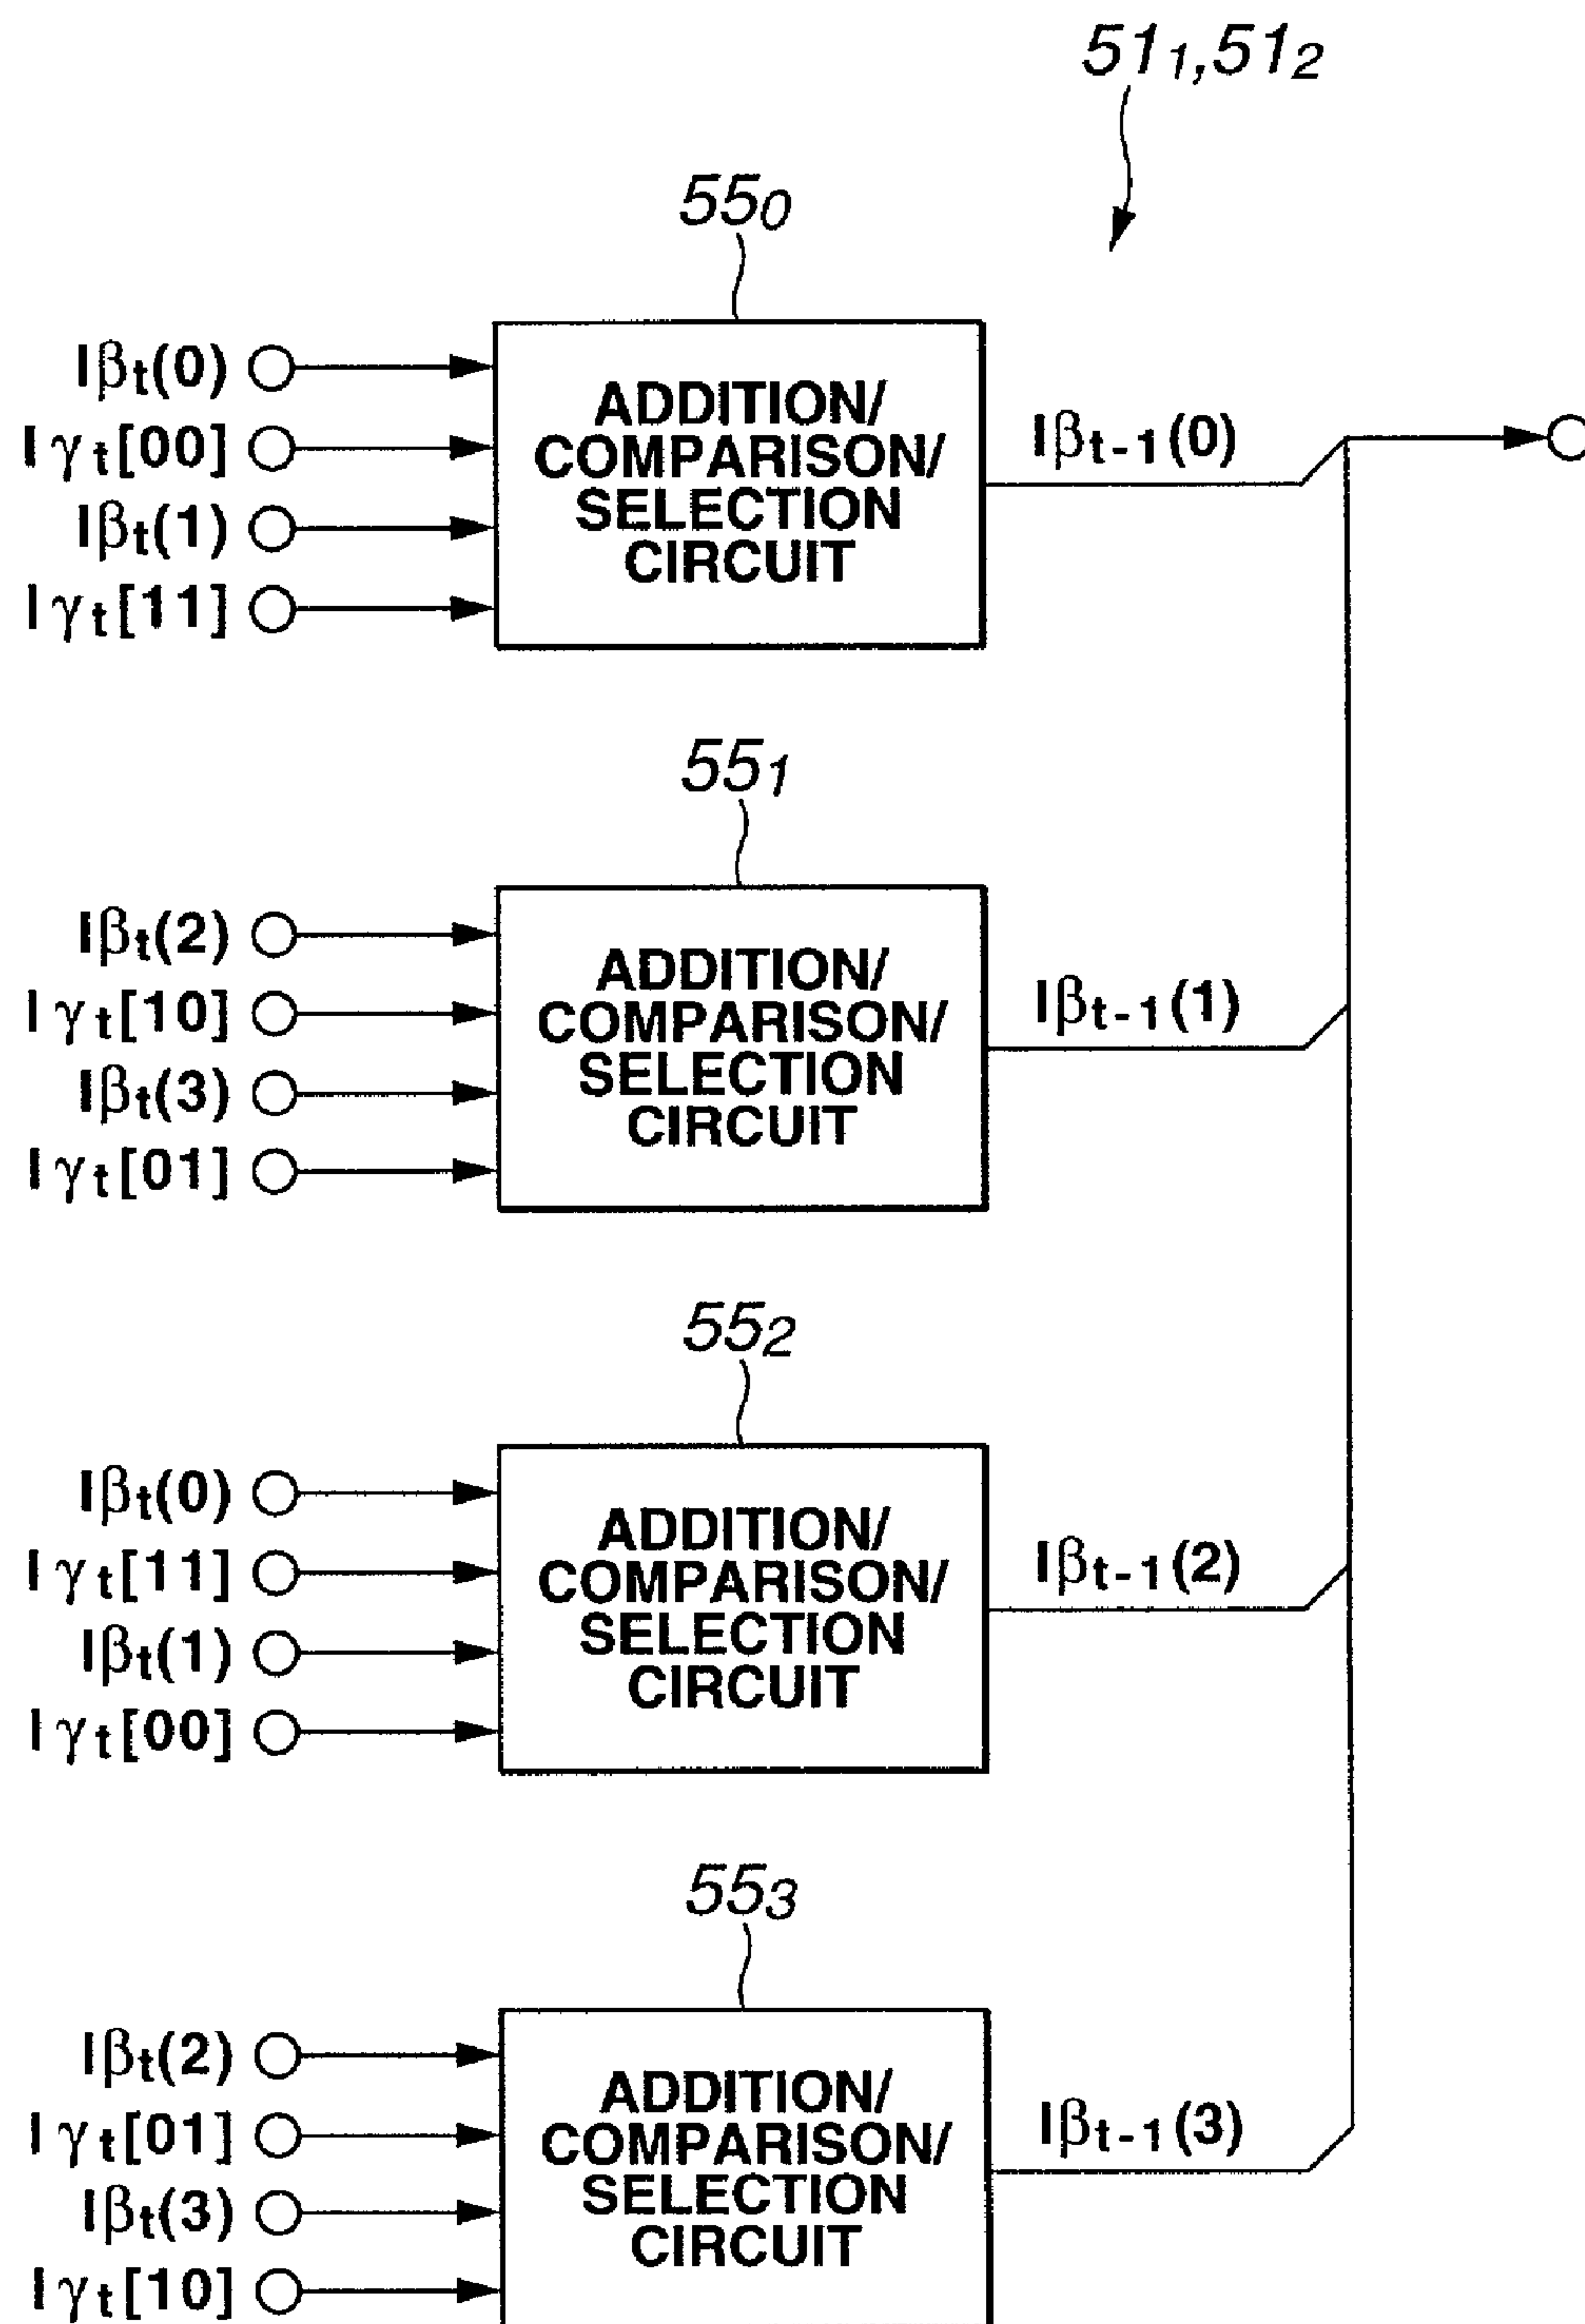 51₁,51₂
55₀
Iβt(0)
Iγt[00]
Iβt(1)
Iγt[11]
ADDITION/
COMPARISON/
SELECTION
CIRCUIT
Iβt-1(0)
55₁
Iβt(2)
Iγt[10]
Iβt(3)
Iγt[01]
ADDITION/
COMPARISON/
SELECTION
CIRCUIT
Iβt-1(1)
55₂
Iβt(0)
Iγt[11]
Iβt(1)
Iγt[00]
ADDITION/
COMPARISON/
SELECTION
CIRCUIT
Iβt-1(2)
55₃
Iβt(2)
Iγt[01]
Iβt(3)
Iγt[10]
ADDITION/
COMPARISON/
SELECTION
CIRCUIT
Iβt-1(3)